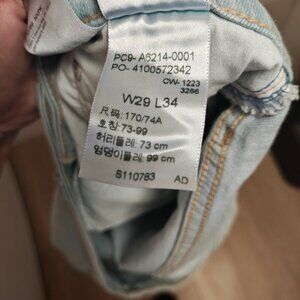 PC9- A6214-0001
PO- 4100572342
CW- 1223
3286
W29 L34
尺码: 170/74A
호칭: 73-99
허리둘레: 73 cm
엉덩이둘레: 99 cm
S110783 AD